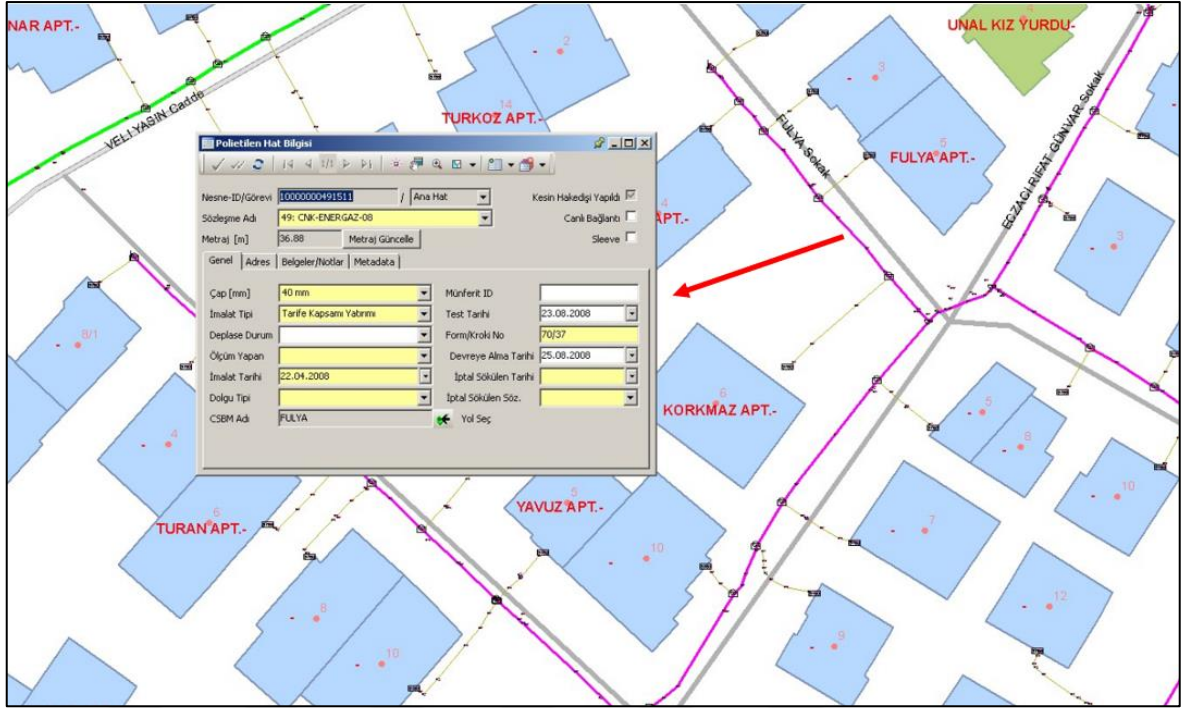 NAR APT.-
UNAL KIZ YURDU-
4
2
3
14
TURKOZ APT.-
VELI YASIN Cadde
FULYA Sokak
5
FULYA APT.-
ECZACI RIFAT GÜNVAR Sokak
4
APT.-
3
Polietilen Hat Bilgisi
1/1
Nesne-ID/Görevi 10000000491511 / Ana Hat Kesin Hakedişi Yapıldı
Sözleşme Adı 49: CNK-ENERGAZ-08 Canlı Bağlantı
Metraj [m] 36.88 Metraj Güncelle Sleeve
Genel Adres Belgeler/Notlar Metadata
Çap [mm] 40 mm Münferit ID
İmalat Tipi Tarife Kapsamı Yatırımı Test Tarihi 23.08.2008
Deplase Durum Form/Kroki No 70/37
Ölçüm Yapan Devreye Alma Tarihi 25.08.2008
İmalat Tarihi 22.04.2008 İptal Sökülen Tarihi
Dolgu Tipi İptal Sökülen Söz.
CSBM Adı FULYA Yol Seç
8/1
6
KORKMAZ APT.-
5
8
4
10
5
YAVUZ APT.-
6
TURAN APT.-
7
10
8
12
9
10